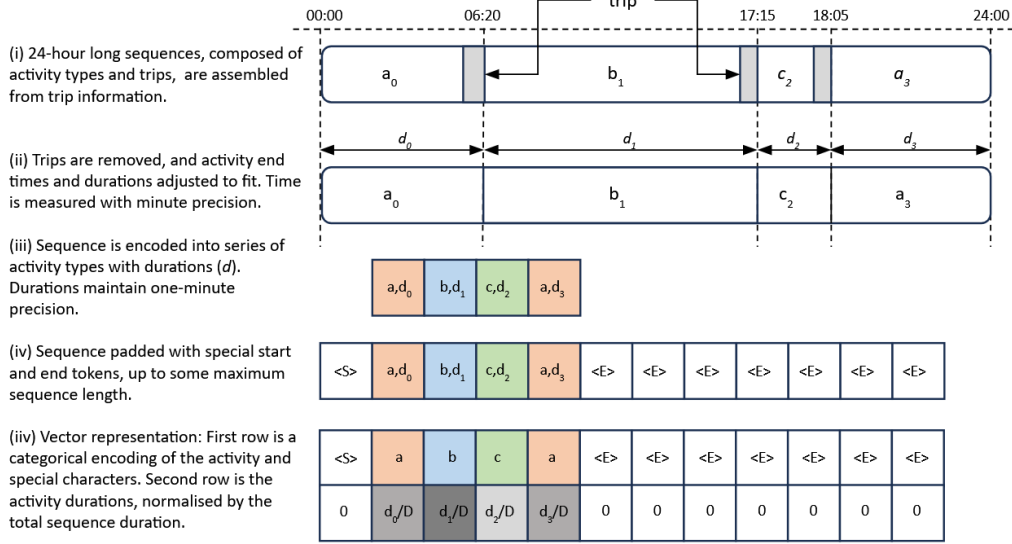 trip
00:00 06:20 17:15 18:05 24:00
(i) 24-hour long sequences, composed of
activity types and trips, are assembled
from trip information.
a0 b1 c2 a3
d0 d1 d2 d3
(ii) Trips are removed, and activity end
times and durations adjusted to fit. Time
is measured with minute precision.
a0 b1 c2 a3
(iii) Sequence is encoded into series of
activity types with durations (d).
Durations maintain one-minute
precision.
a,d0 b,d1 c,d2 a,d3
(iv) Sequence padded with special start
and end tokens, up to some maximum
sequence length.
<S> a,d0 b,d1 c,d2 a,d3 <E> <E> <E> <E> <E> <E> <E>
(iiv) Vector representation: First row is a
categorical encoding of the activity and
special characters. Second row is the
activity durations, normalised by the
total sequence duration.
<S> a b c a <E> <E> <E> <E> <E> <E> <E>
0 d0/D d1/D d2/D d3/D 0 0 0 0 0 0 0